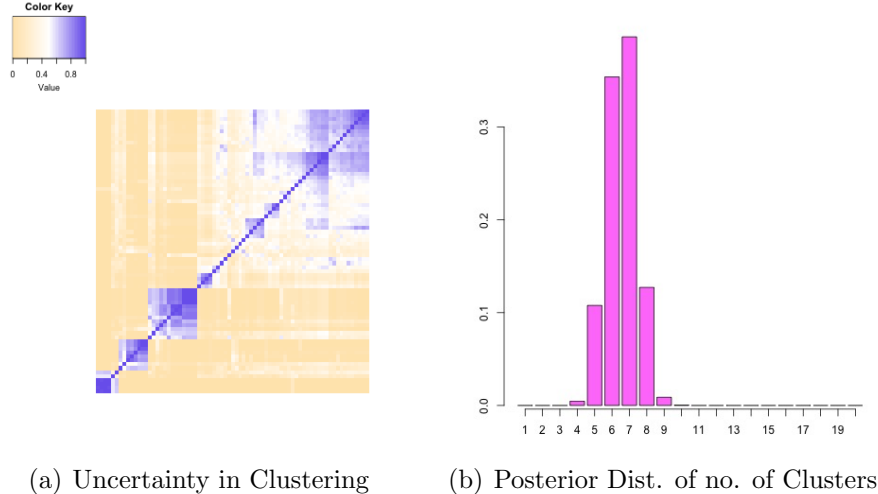 Color Key
0 0.4 0.8
Value
0.3
0.2
0.1
0.0
1 2 3 4 5 6 7 8 9 11 13 15 17 19
(a) Uncertainty in Clustering
(b) Posterior Dist. of no. of Clusters